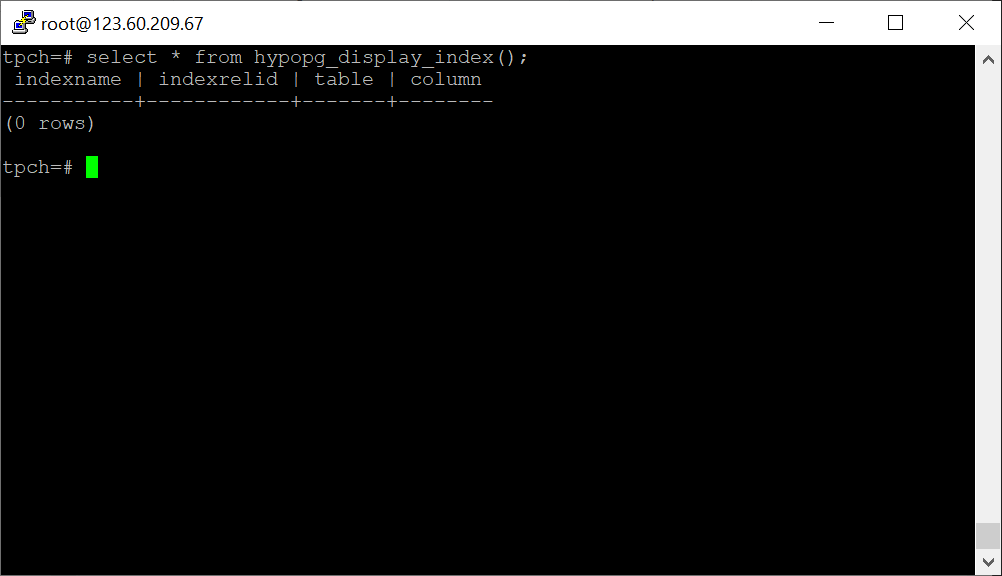 root@123.60.209.67
tpch=# select * from hypopg_display_index();
 indexname | indexrelid | table | column
-----------+------------+-------+--------
(0 rows)
tpch=#